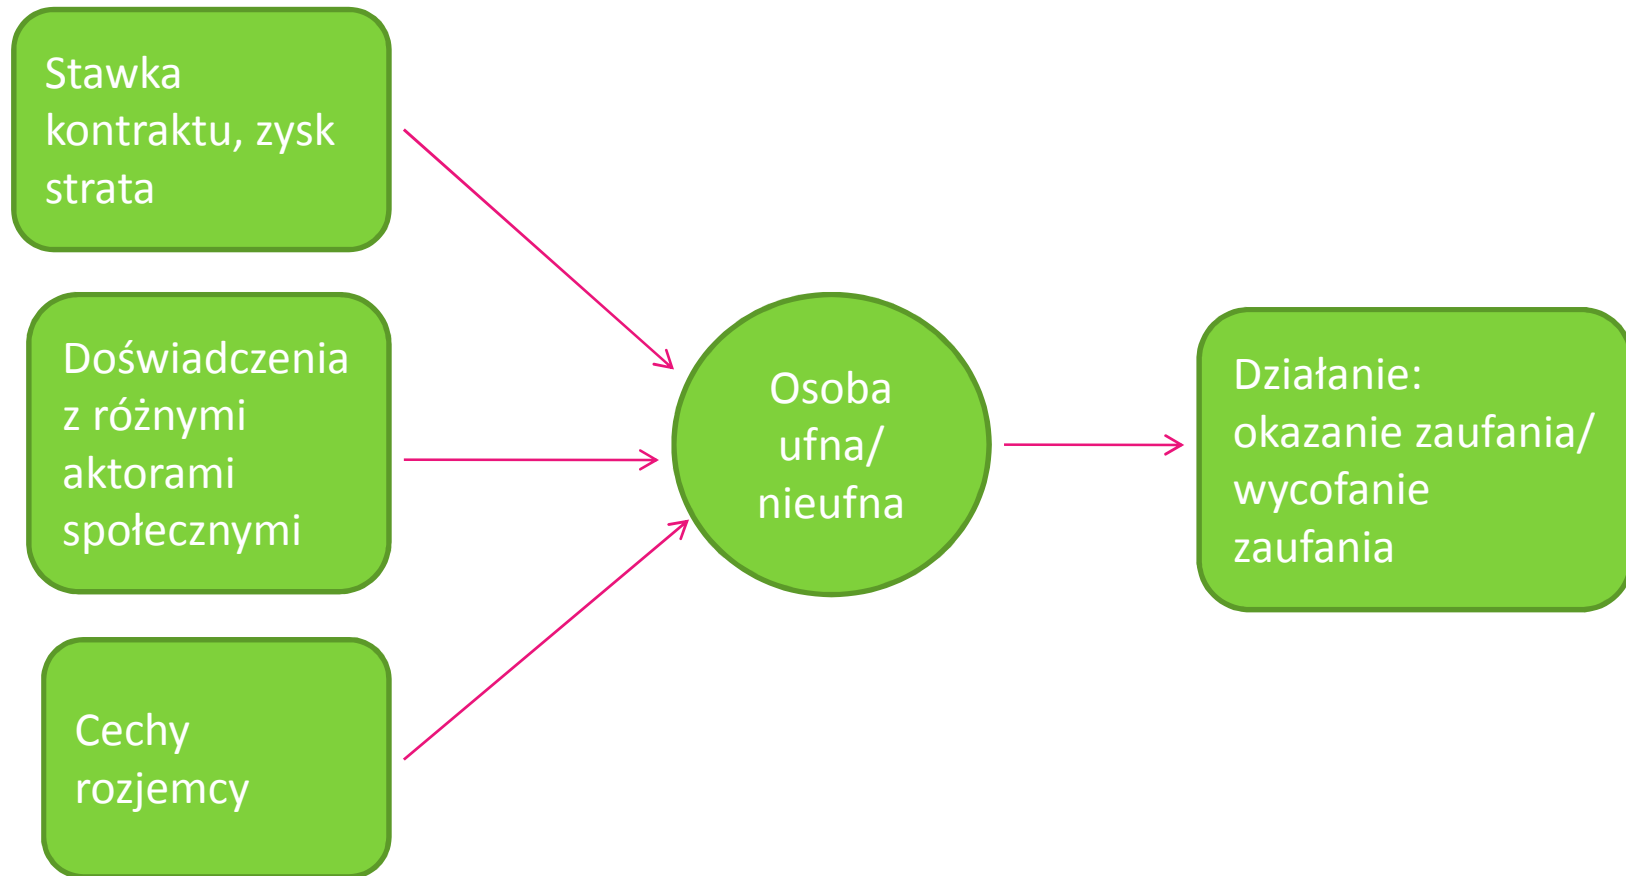 Stawka
kontraktu, zysk
strata
Doświadczenia
z różnymi
aktorami
społecznymi
Cechy
rozjemcy
Osoba
ufna/
nieufna
Działanie:
okazanie zaufania/
wycofanie
zaufania